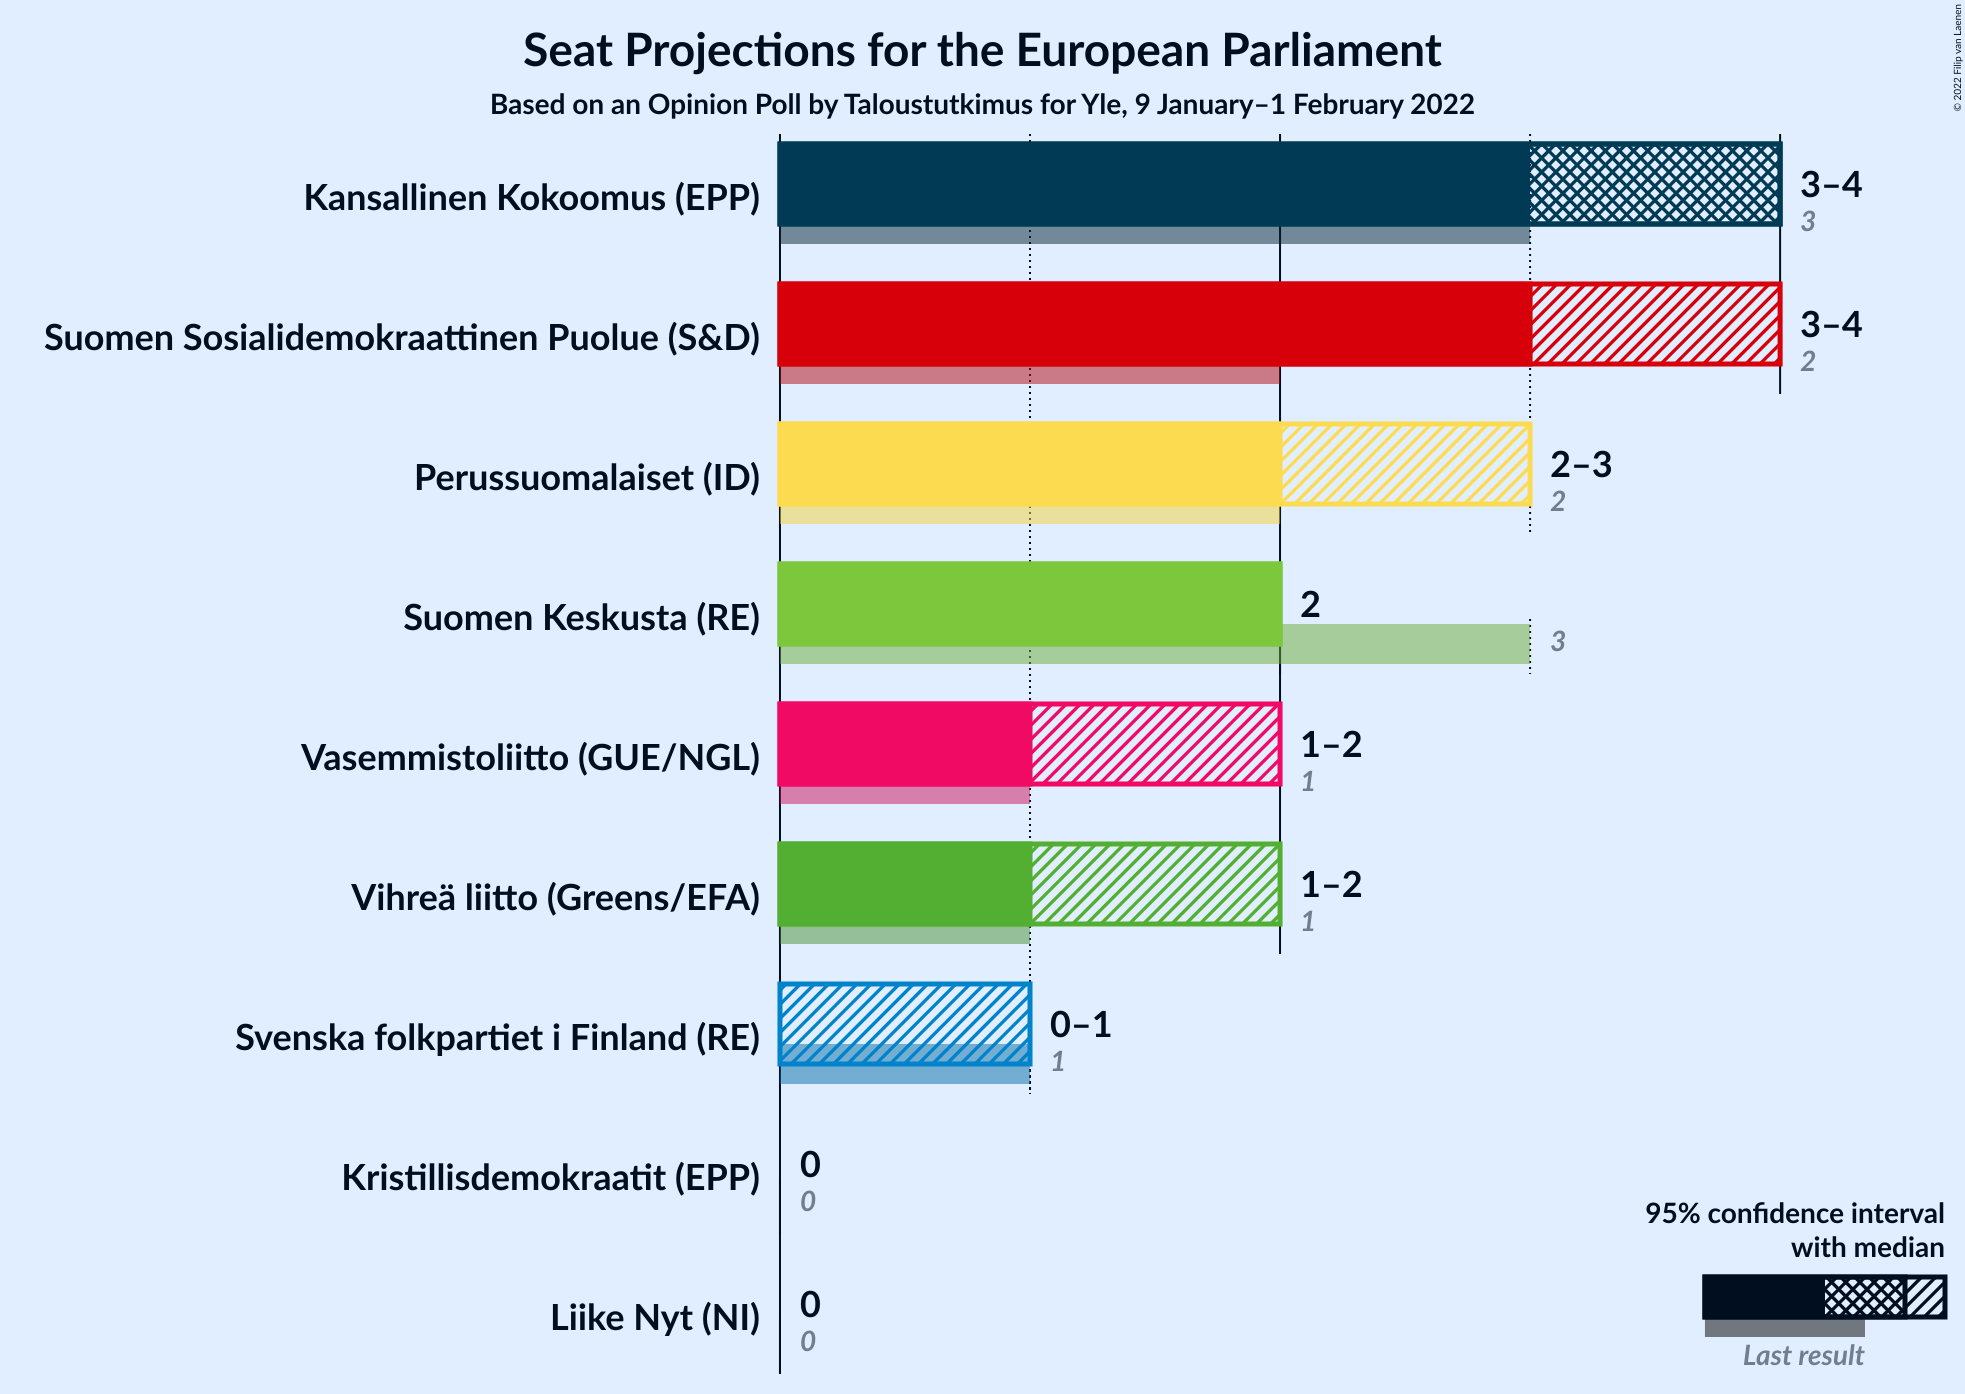 Seat Projections for the European Parliament
Based on an Opinion Poll by Taloustutkimus for Yle, 9 January–1 February 2022
© 2022 Filip van Laenen
Kansallinen Kokoomus (EPP)
3–4
3
Suomen Sosialidemokraattinen Puolue (S&D)
3–4
2
Perussuomalaiset (ID)
2–3
2
Suomen Keskusta (RE)
2
3
Vasemmistoliitto (GUE/NGL)
1–2
1
Vihreä liitto (Greens/EFA)
1–2
1
Svenska folkpartiet i Finland (RE)
0–1
1
Kristillisdemokraatit (EPP)
0
0
Liike Nyt (NI)
0
0
95% confidence interval
with median
Last result